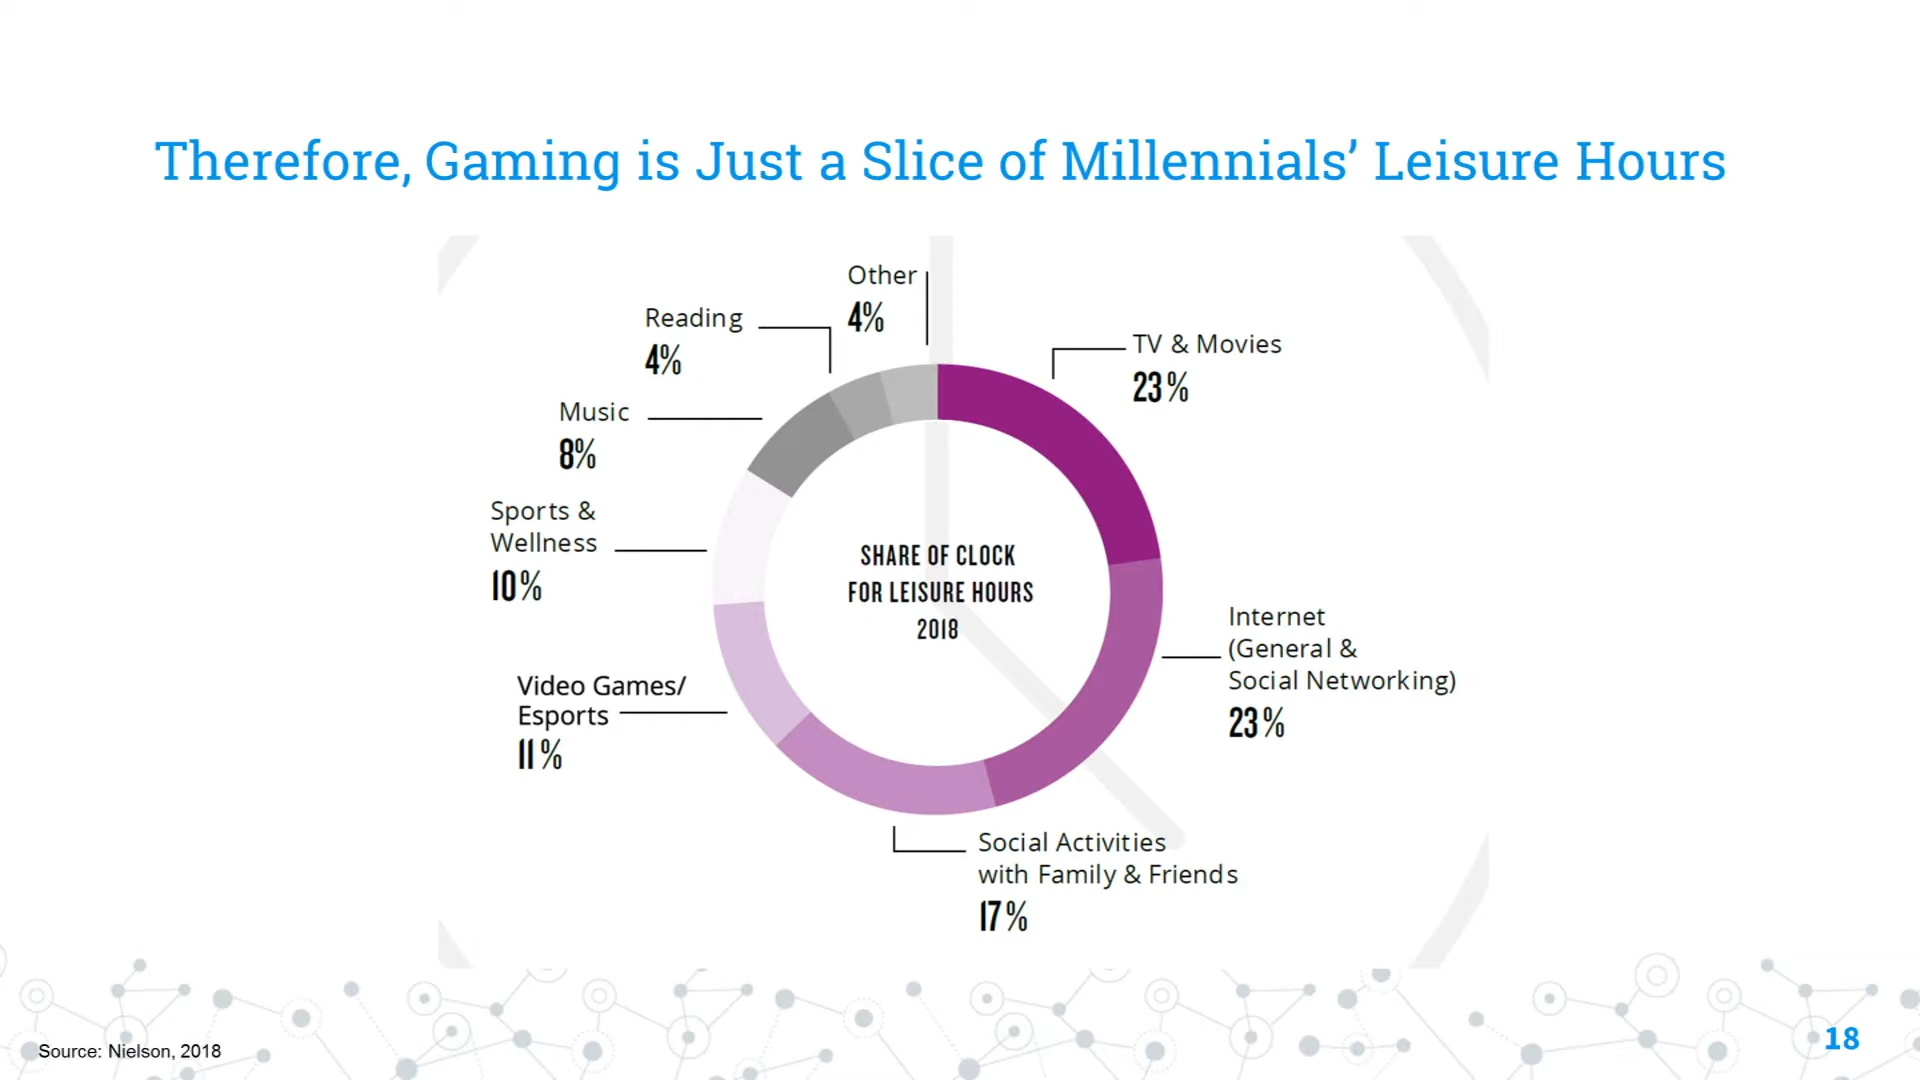 Therefore, Gaming is Just a Slice of Millennials’ Leisure Hours
Other
4%
Reading
4%
Music
8%
Sports &
Wellness
10%
Video Games/
Esports
11%
TV & Movies
23%
Internet
(General &
Social Networking)
23%
Social Activities
with Family & Friends
17%
SHARE OF CLOCK
FOR LEISURE HOURS
2018
Source: Nielson, 2018
18